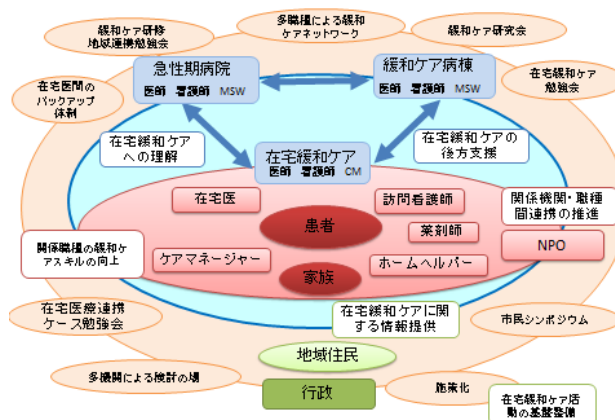 緩和ケア研修
地域連携勉強会
多職種による緩和
ケアネットワーク
緩和ケア研究会
急性期病院
医師 看護師 MSW
緩和ケア病棟
医師 看護師 MSW
在宅緩和ケア
勉強会
在宅医間の
バックアップ
体制
在宅緩和ケア
への理解
在宅緩和ケアの
後方支援
在宅緩和ケア
医師 看護師 CM
在宅医
訪問看護師
関係機関・職種
間連携の推進
患者
薬剤師
NPO
関係職種の緩和ケ
アスキルの向上
ケアマネージャー
家族
ホームヘルパー
在宅医療連携
ケース勉強会
在宅緩和ケアに関
する情報提供
市民シンポジウム
地域住民
多機関による検討の場
行政
施策化
在宅緩和ケア活
動の基盤整備